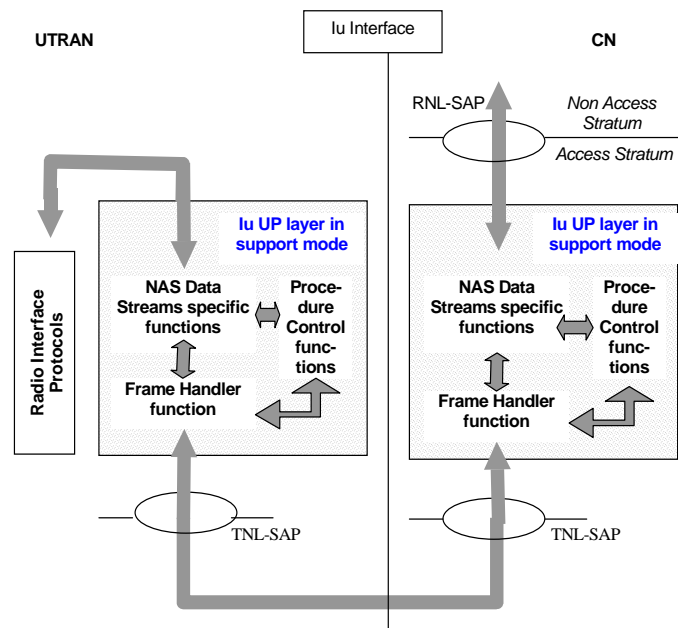 Iu Interface
UTRAN
CN
RNL-SAP
Non Access
Stratum
Access Stratum
Iu UP layer in
support mode
NAS Data
Streams specific
functions
Proce-
dure
Control
func-
tions
Frame Handler
function
Radio Interface
Protocols
TNL-SAP
Iu UP layer in
support mode
NAS Data
Streams specific
functions
Proce-
dure
Control
func-
tions
Frame Handler
function
TNL-SAP